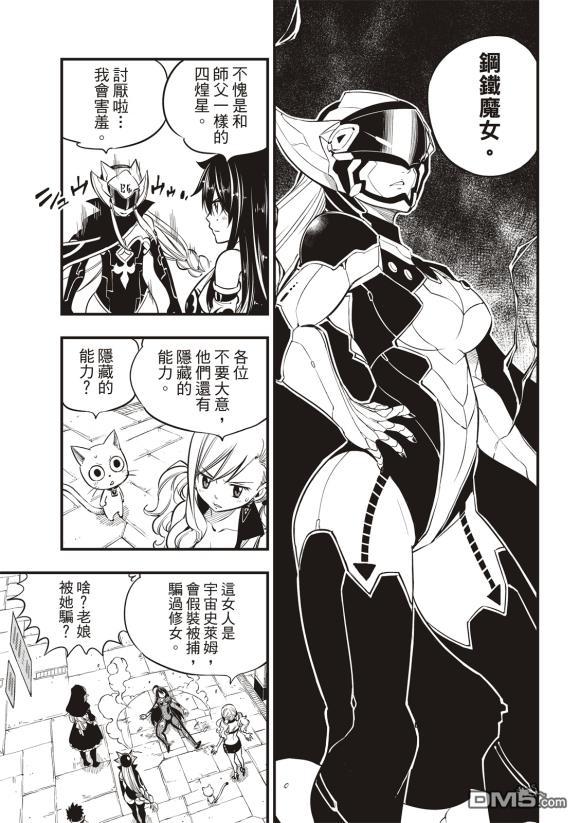 鋼鐵魔女。
不愧是和
師父一樣的
四煌星。
討厭啦…
我會害羞。
各位
不要大意，
他們還有
隱藏的
能力。
隱藏的
能力？
這女人是
宇宙史萊姆，
會假裝被捕，
騙過修女。
啥？老娘
被她騙？
DM5.com